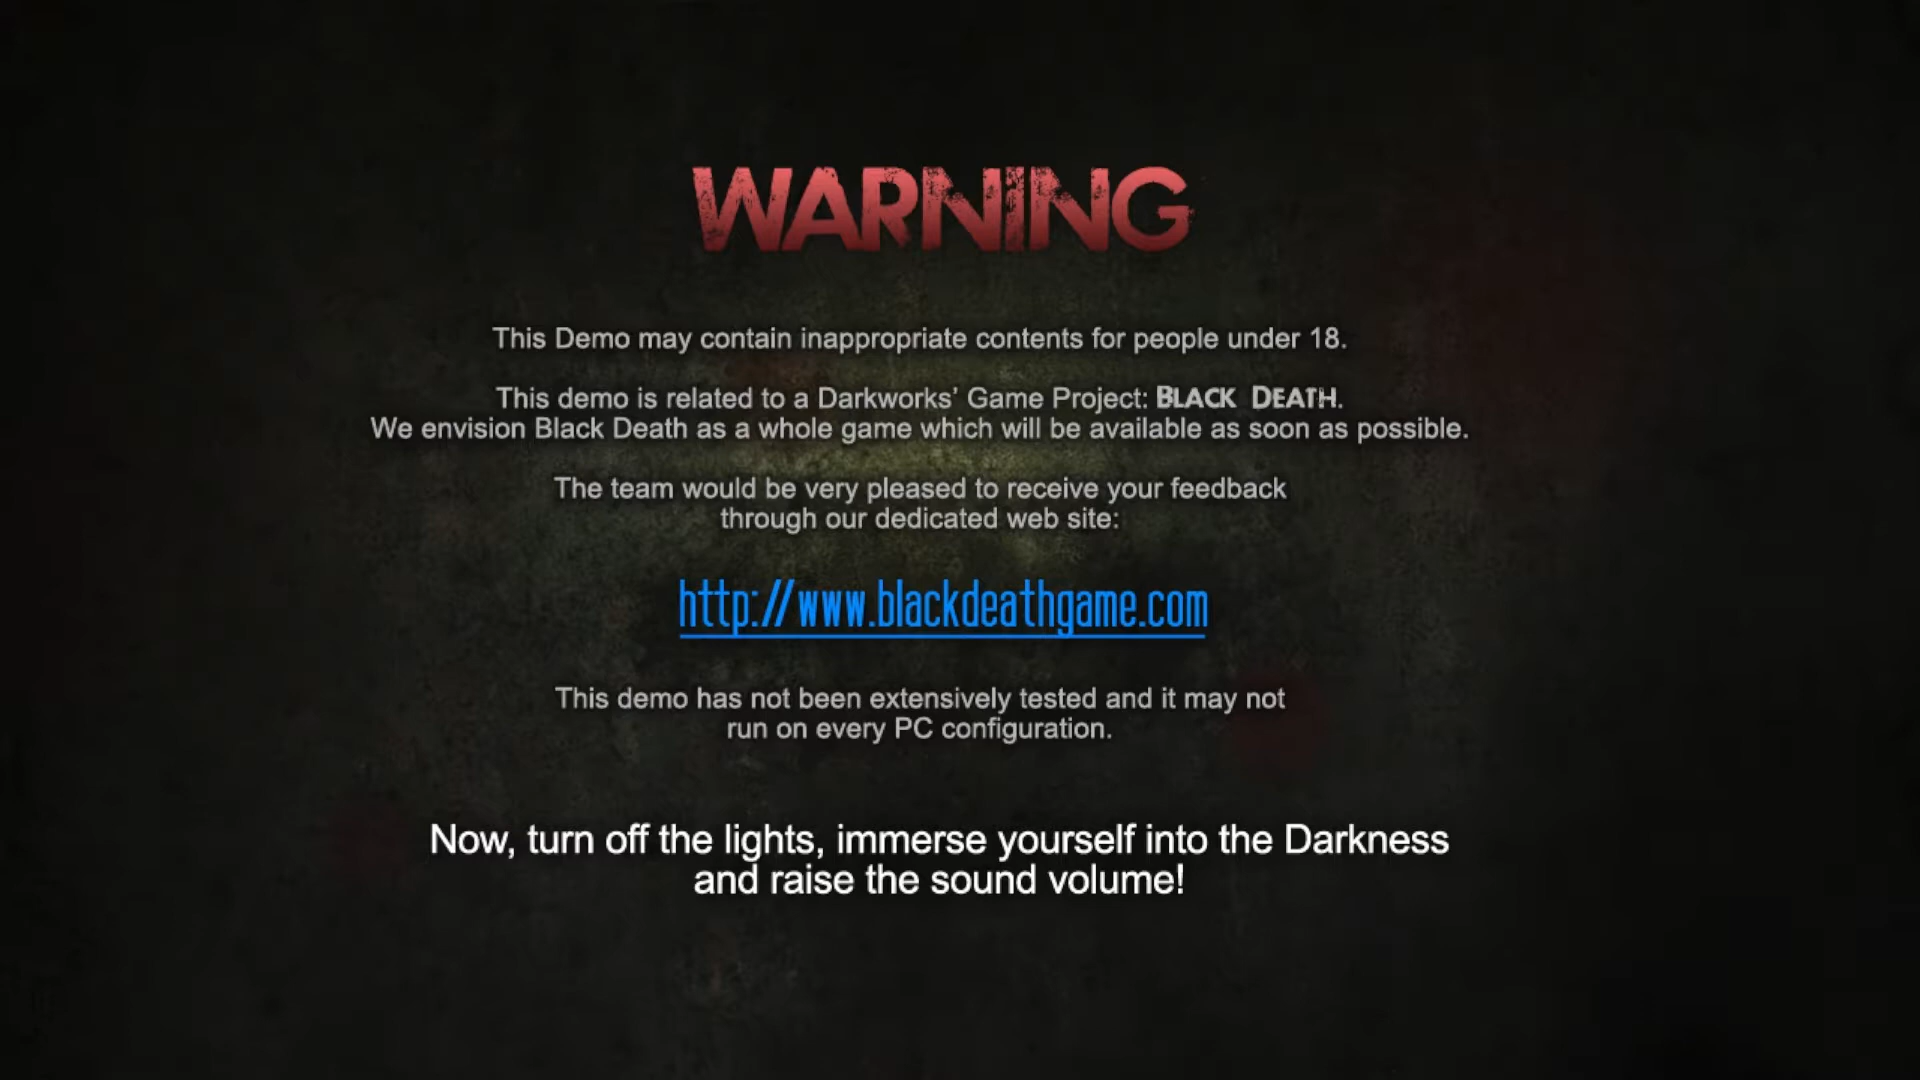 WARNING
This Demo may contain inappropriate contents for people under 18.
This demo is related to a Darkworks’ Game Project: BLACK DEATH.
We envision Black Death as a whole game which will be available as soon as possible.
The team would be very pleased to receive your feedback
through our dedicated web site:
http://www.blackdeathgame.com
This demo has not been extensively tested and it may not
run on every PC configuration.
Now, turn off the lights, immerse yourself into the Darkness
and raise the sound volume!